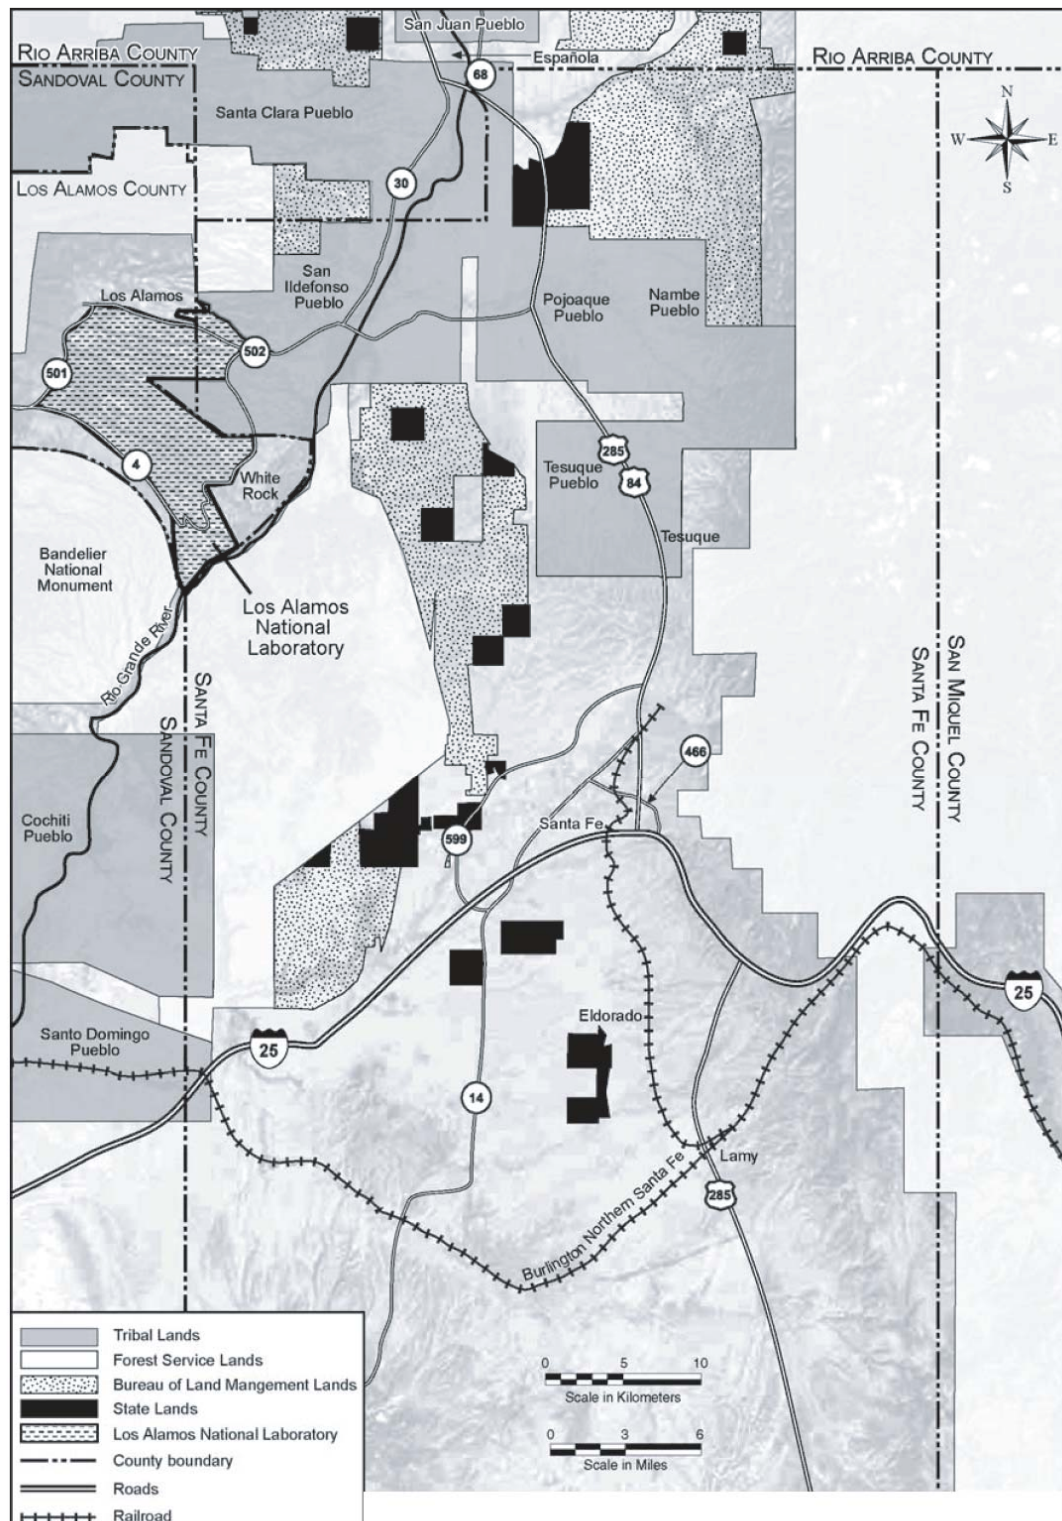 San Juan Pueblo
RIO ARRIBA COUNTY
SANDOVAL COUNTY
Española
RIO ARRIBA COUNTY
68
Santa Clara Pueblo
N
W
E
S
30
LOS ALAMOS COUNTY
San
Ildefonso
Pueblo
Los Alamos
Pojoaque
Pueblo
Nambe
Pueblo
502
501
285
84
Tesuque
Pueblo
4
White
Rock
Tesuque
Bandelier
National
Monument
Los Alamos
National
Laboratory
Rio Grande River
SANTA FE COUNTY
SANDOVAL COUNTY
SAN MIQUEL COUNTY
SANTA FE COUNTY
466
Cochiti
Pueblo
Santa Fe
599
25
Eldorado
Santo Domingo
Pueblo
25
14
Lamy
285
Burlington Northern Santa Fe
Tribal Lands
Forest Service Lands
Bureau of Land Mangement Lands
State Lands
Los Alamos National Laboratory
County boundary
Roads
Railroad
0 5 10
Scale in Kilometers
0 3 6
Scale in Miles